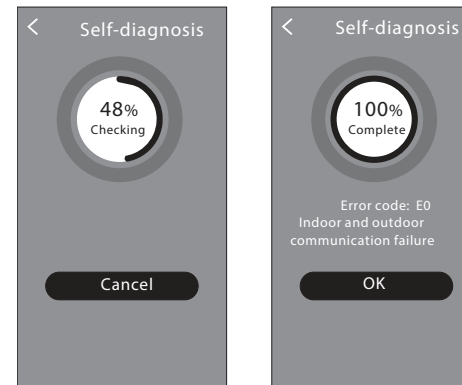 Self-diagnosis
48%
Checking
Cancel
Self-diagnosis
100%
Complete
Error code: E0
Indoor and outdoor
communication failure
OK